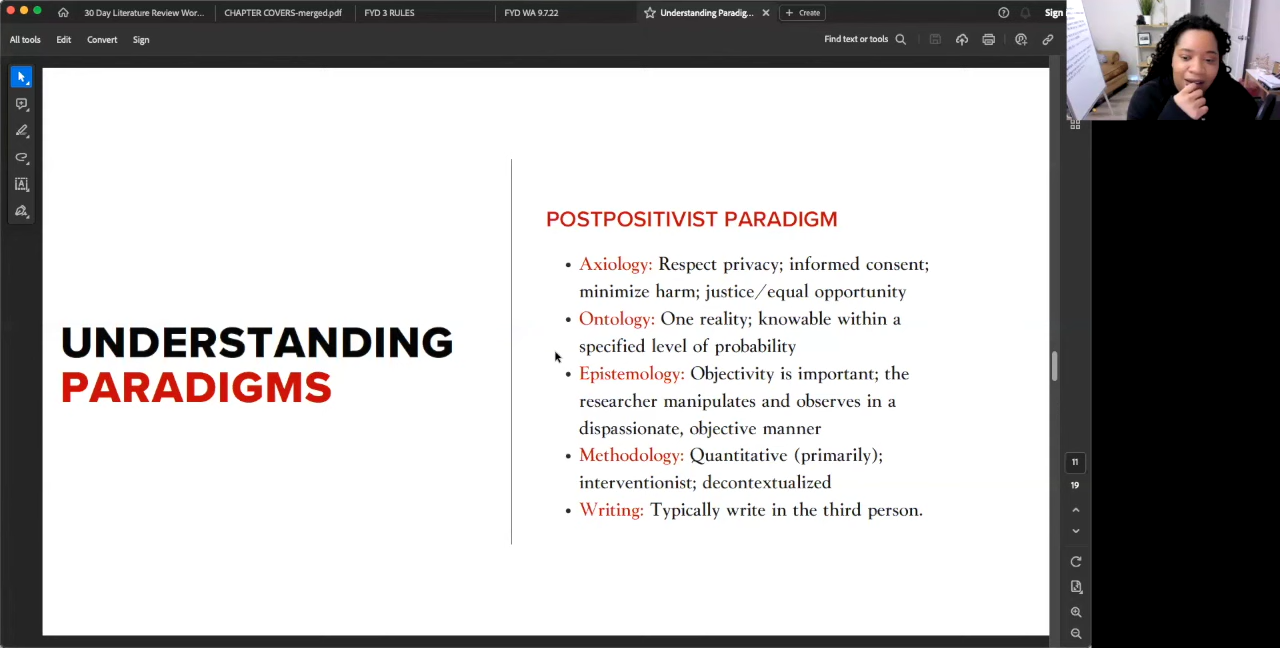 30 Day Literature Review Wor... CHAPTER COVERS-merged.pdf FYD 3 RULES FYD WA 9.7.22 Understanding Paradig... Create Sign
All tools Edit Convert Sign Find text or tools
POSTPOSITIVIST PARADIGM
• Axiology: Respect privacy; informed consent;
minimize harm; justice/equal opportunity
• Ontology: One reality; knowable within a
specified level of probability
UNDERSTANDING
PARADIGMS
• Epistemology: Objectivity is important; the
researcher manipulates and observes in a
dispassionate, objective manner
• Methodology: Quantitative (primarily);
interventionist; decontextualized
• Writing: Typically write in the third person.
11
19